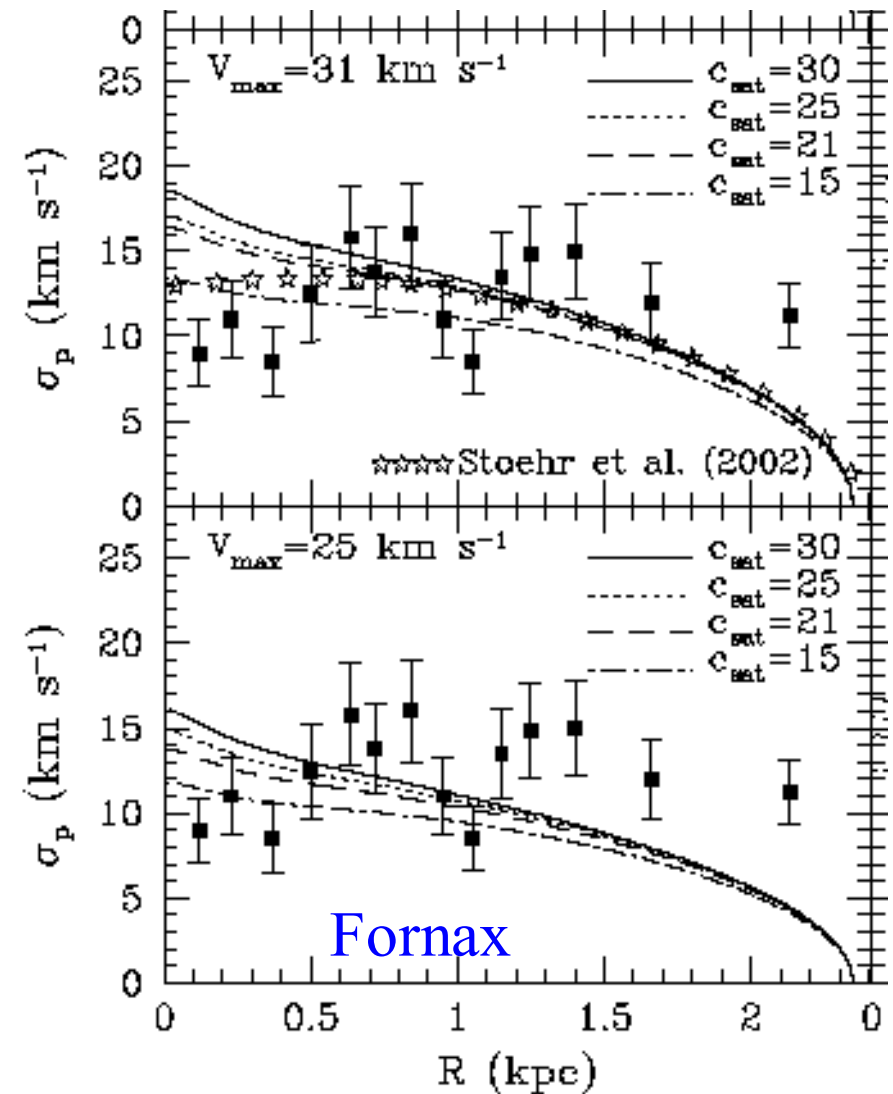 0
V_max=31 km s⁻¹
c_sat=30
c_sat=25
c_sat=21
c_sat=15
25
20
15
10
5
0
σ_p (km s⁻¹)
☆☆☆☆Stoehr et al. (2002)
V_max=25 km s⁻¹
c_sat=30
c_sat=25
c_sat=21
c_sat=15
25
20
15
10
5
0
σ_p (km s⁻¹)
Fornax
0 0.5 1 1.5 2 0
R (kpc)